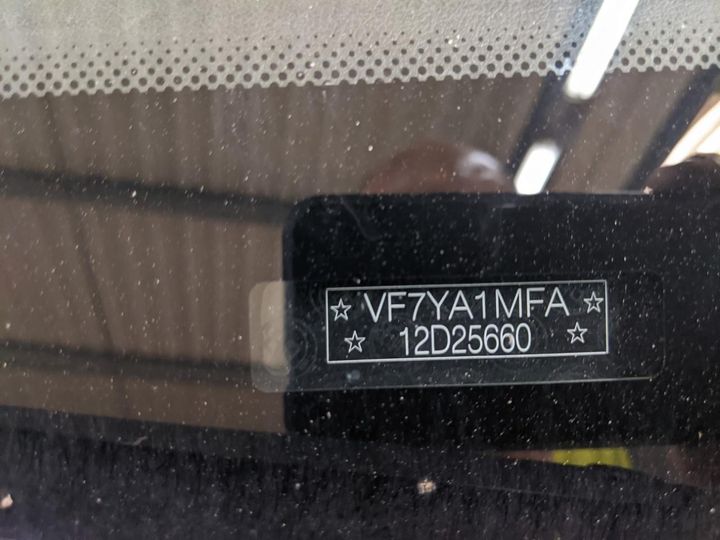 ☆ VF7YA1MFA ☆
☆ 12D25660 ☆